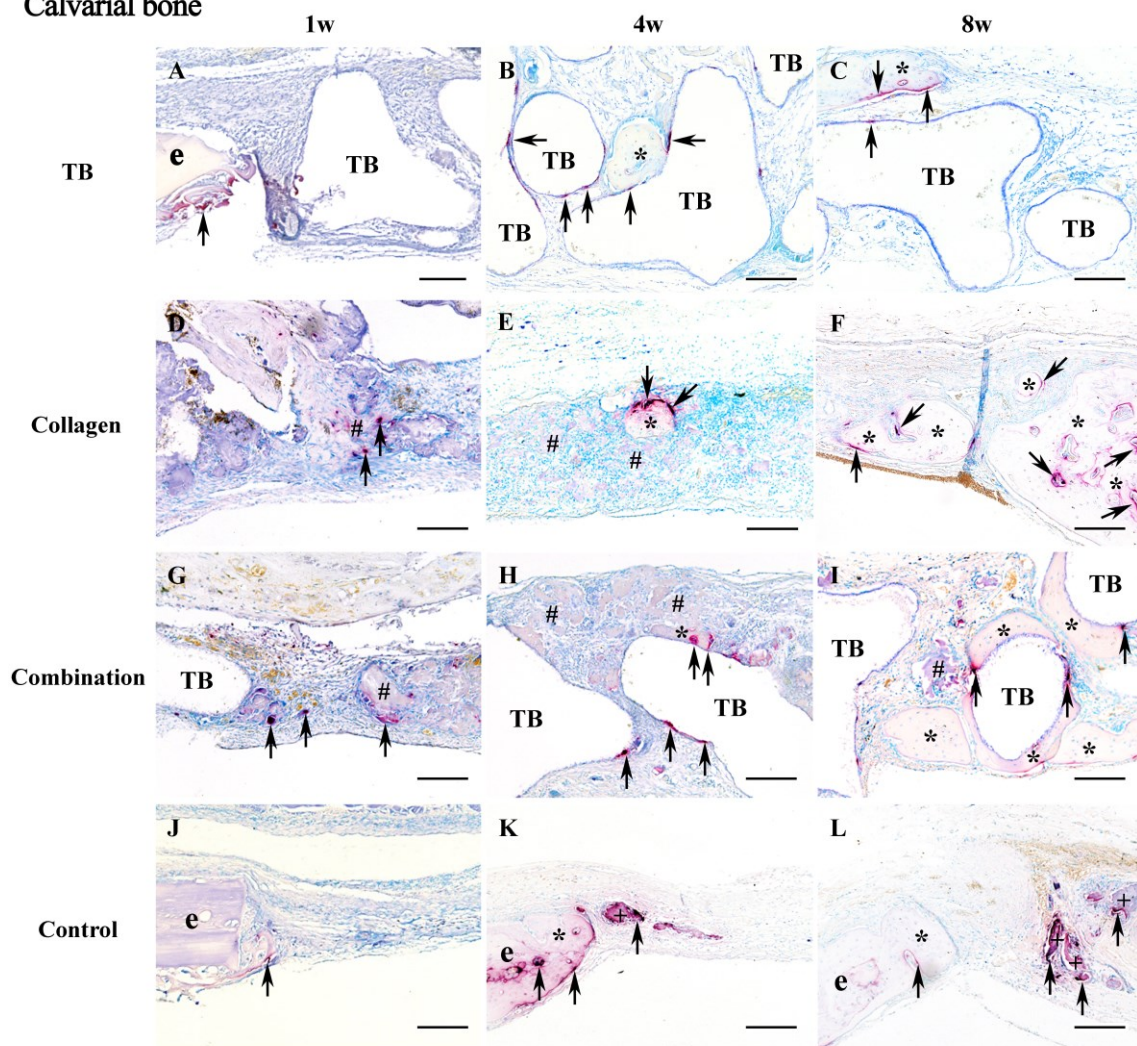 Calvarial bone
1w 4w 8w
TB
A e TB
B TB TB * TB TB
C * TB TB
Collagen
D #
E * # #
F * * * * *
Combination
G TB #
H # # * TB TB
I TB * * TB # TB * * *
Control
J e
K e * +
L e * + + +